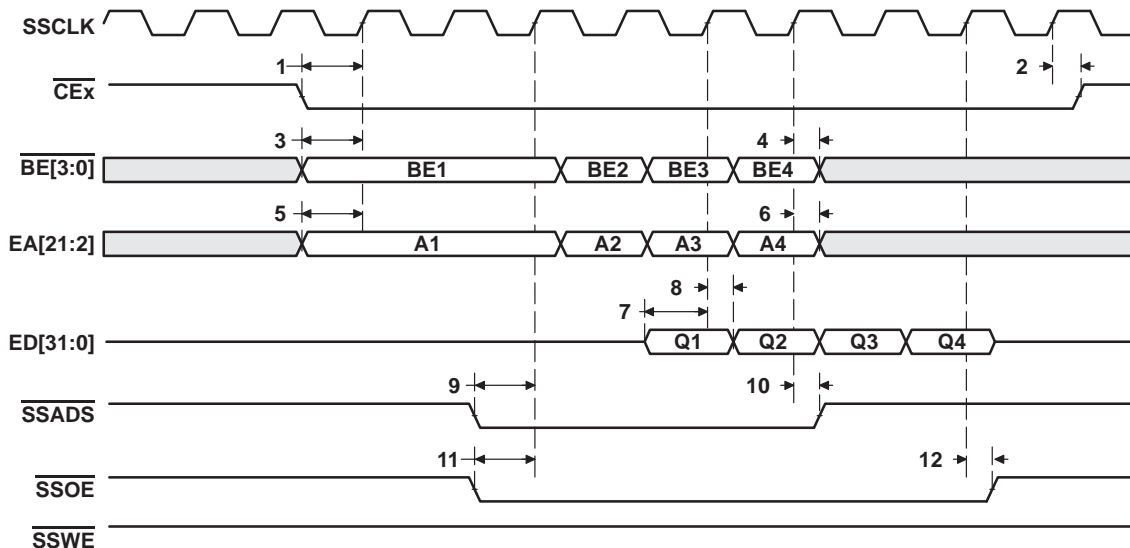 SSCLK
1
2
CEx
3
4
BE[3:0]
BE1
BE2
BE3
BE4
5
6
EA[21:2]
A1
A2
A3
A4
7
8
ED[31:0]
Q1
Q2
Q3
Q4
9
10
SSADS
11
12
SSOE
SSWE